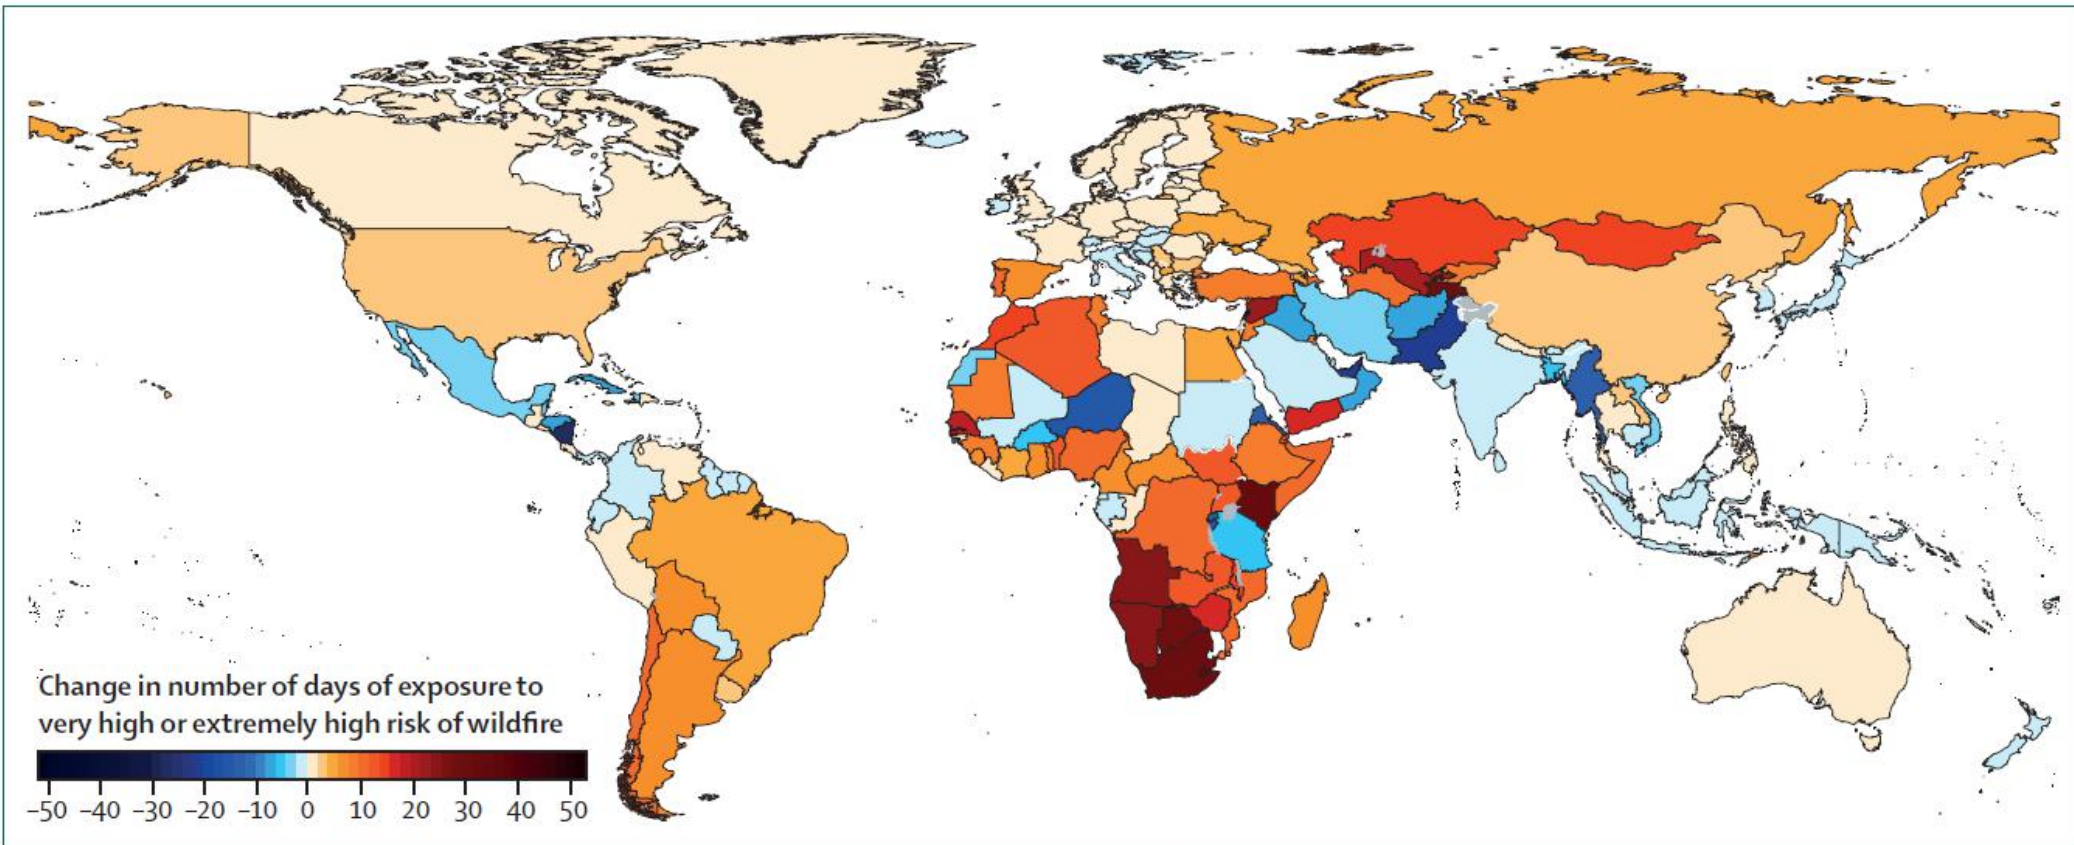 Change in number of days of exposure to
very high or extremely high risk of wildfire
–50 –40 –30 –20 –10 0 10 20 30 40 50